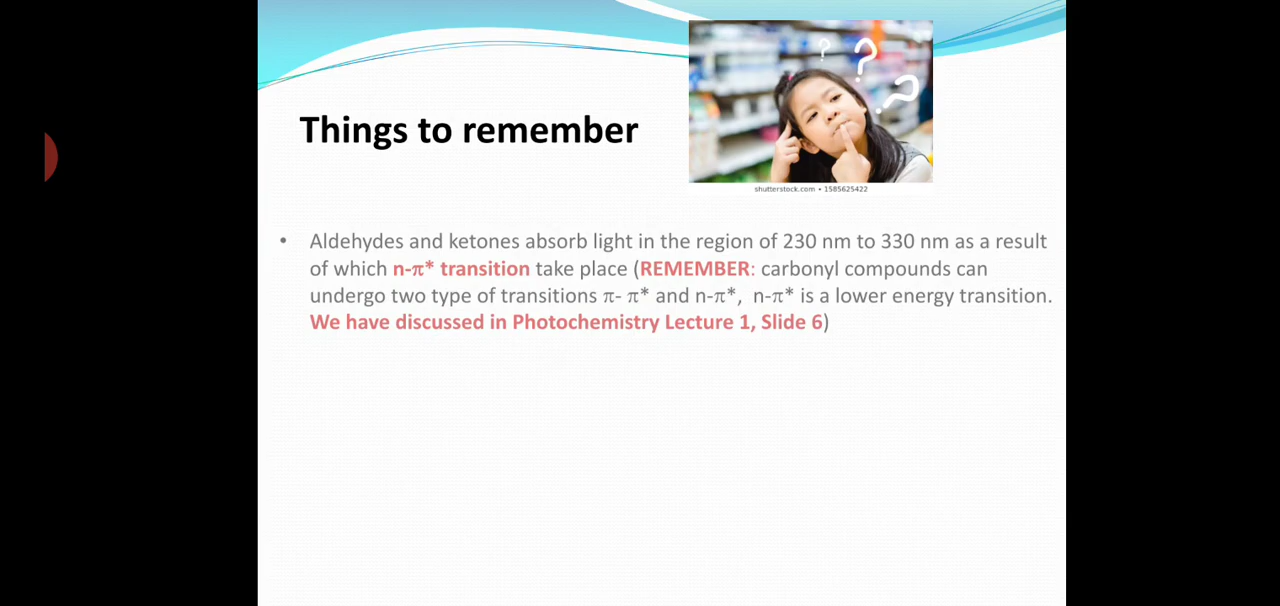 Things to remember
shutterstock.com • 1585625422
• Aldehydes and ketones absorb light in the region of 230 nm to 330 nm as a result
of which n-π* transition take place (REMEMBER: carbonyl compounds can
undergo two type of transitions π- π* and n-π*,  n-π* is a lower energy transition.
We have discussed in Photochemistry Lecture 1, Slide 6)